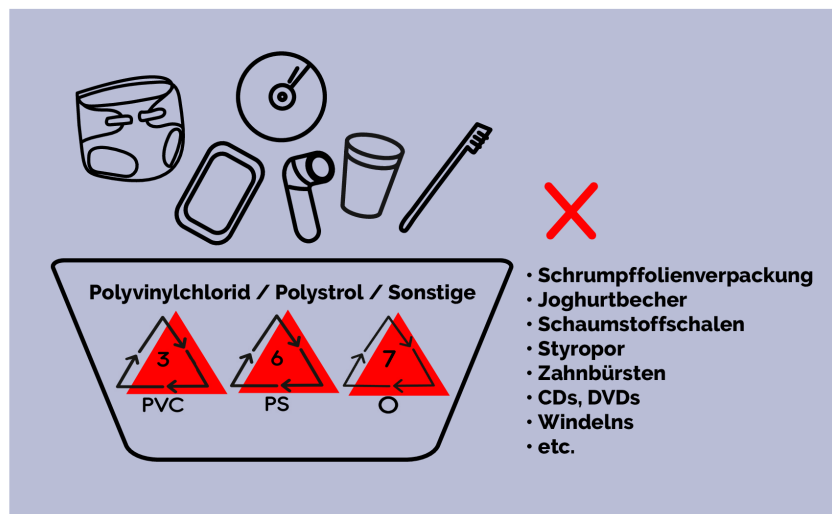 Polyvinylchlorid / Polystrol / Sonstige
3
6
7
PVC
PS
O
• Schrumpffolienverpackung
• Joghurtbecher
• Schaumstoffschalen
• Styropor
• Zahnbürsten
• CDs, DVDs
• Windelns
• etc.